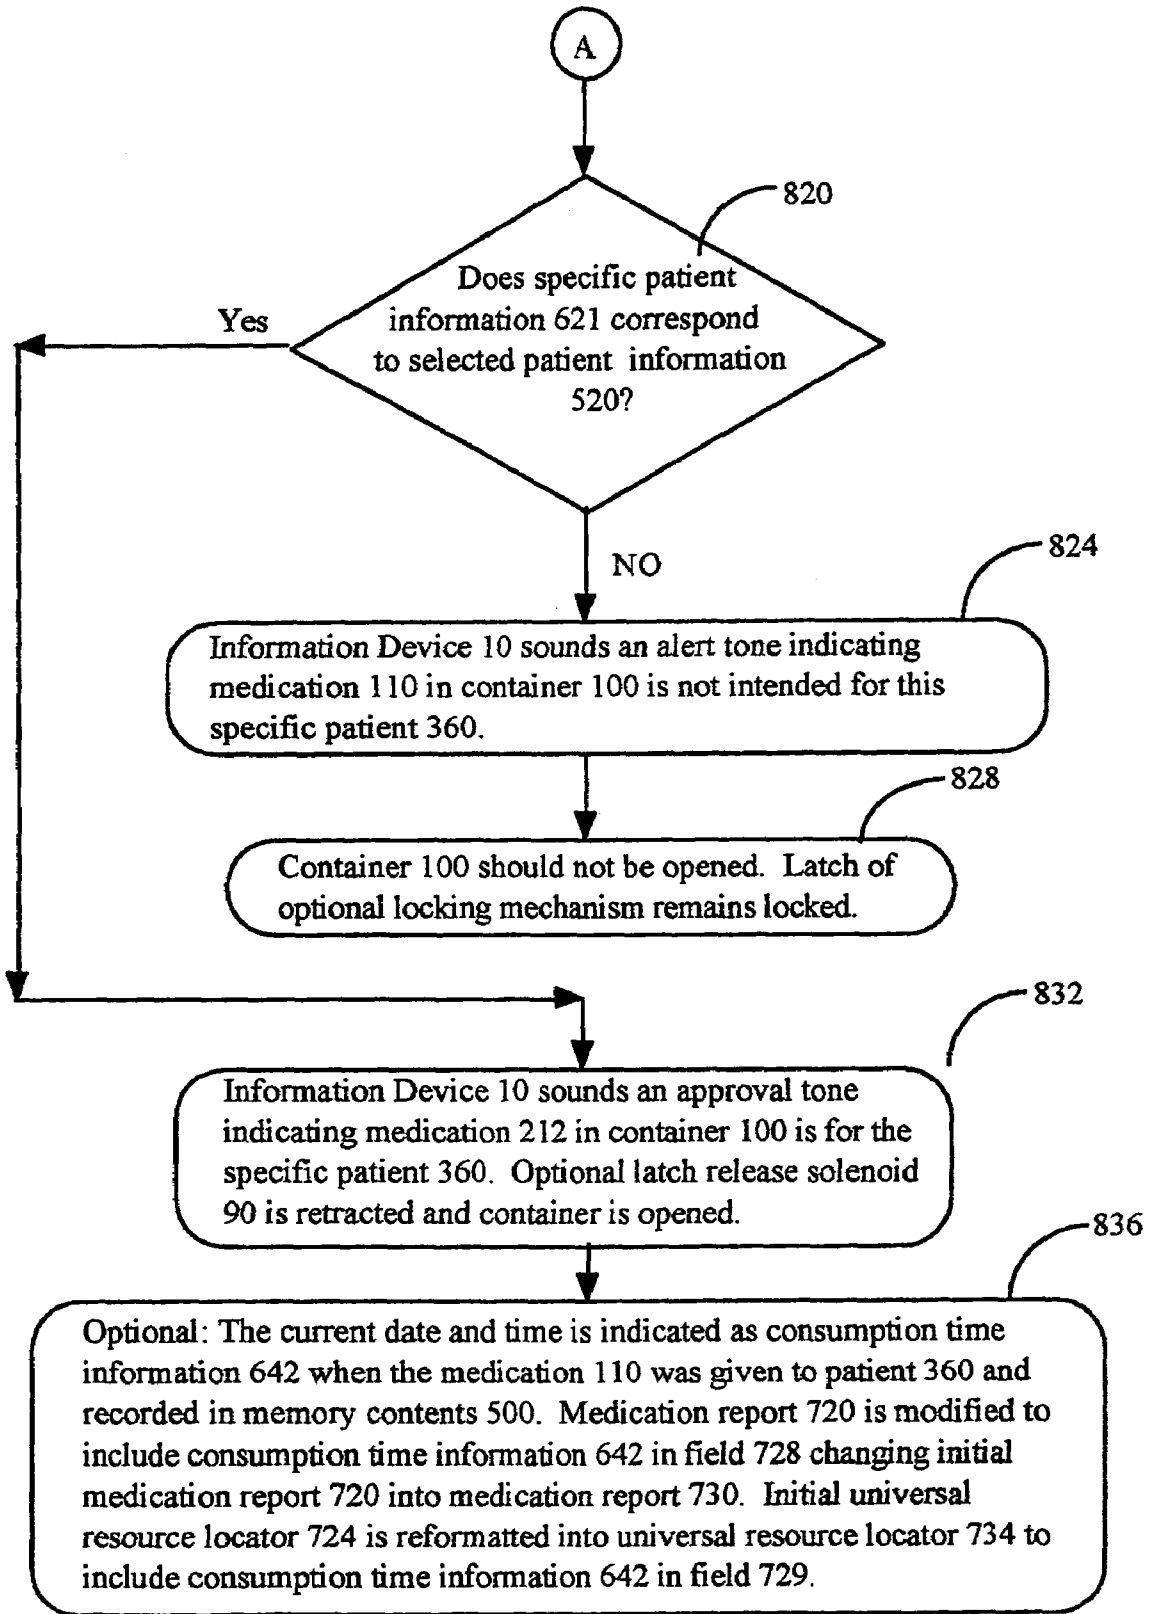 A
820
Does specific patient
information 621 correspond
to selected patient information
520?
Yes
NO
824
Information Device 10 sounds an alert tone indicating
medication 110 in container 100 is not intended for this
specific patient 360.
828
Container 100 should not be opened. Latch of
optional locking mechanism remains locked.
832
Information Device 10 sounds an approval tone
indicating medication 212 in container 100 is for the
specific patient 360. Optional latch release solenoid
90 is retracted and container is opened.
836
Optional: The current date and time is indicated as consumption time
information 642 when the medication 110 was given to patient 360 and
recorded in memory contents 500. Medication report 720 is modified to
include consumption time information 642 in field 728 changing initial
medication report 720 into medication report 730. Initial universal
resource locator 724 is reformatted into universal resource locator 734 to
include consumption time information 642 in field 729.